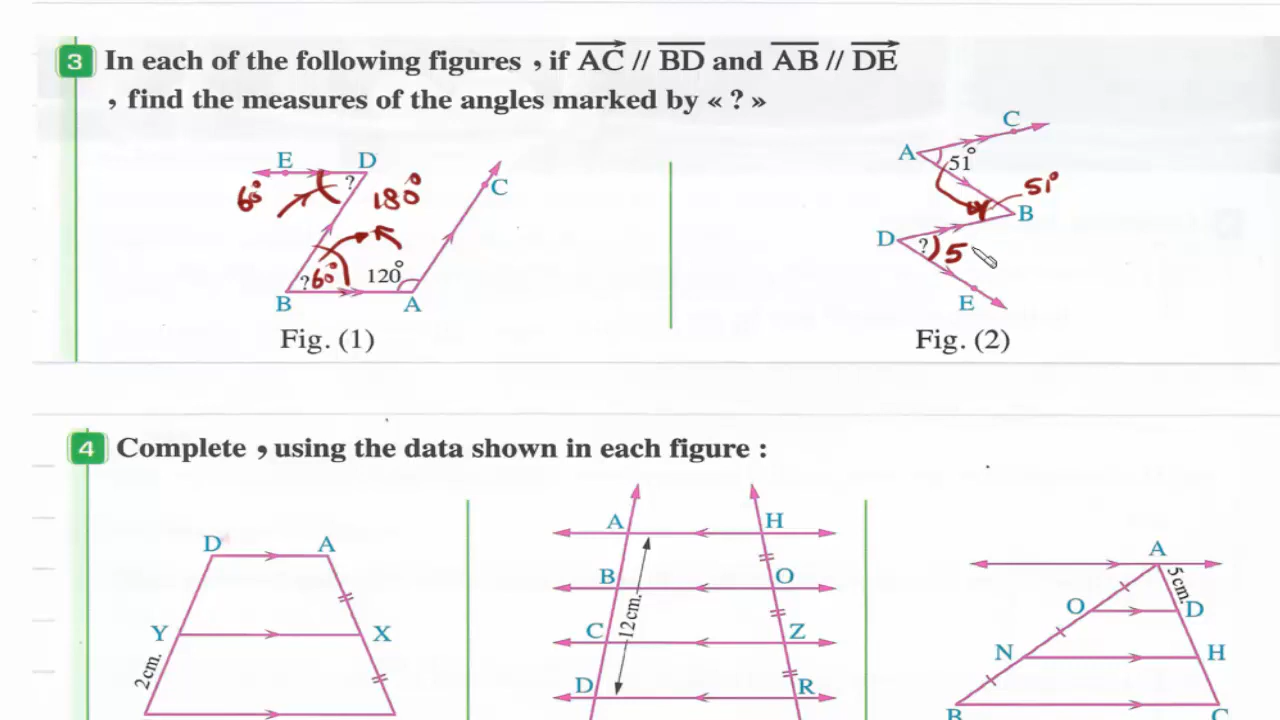 3 In each of the following figures , if AC // BD and AB // DE
, find the measures of the angles marked by « ? »
E D
60° ? 180° C
? 60° 120°
B A
Fig. (1)
C
A 51°
51°
B
D ? 5
E
Fig. (2)
4 Complete , using the data shown in each figure :
D A
Y X
2cm.
A H
B O
C 12cm. Z
D R
A
5cm.
O D
N H
B C